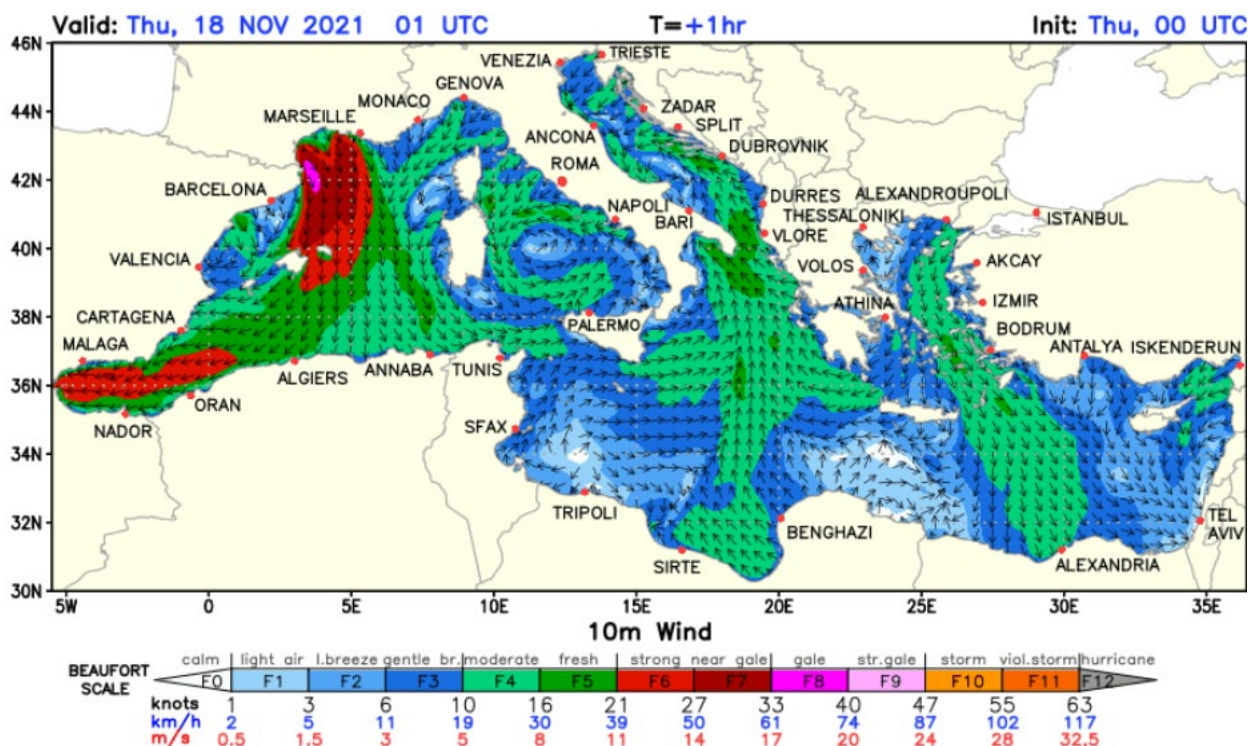 Valid: Thu, 18 NOV 2021 01 UTC T=+1hr Init: Thu, 00 UTC
46N
TRIESTE
VENEZIA
GENOVA
44N
MONACO
ZADAR
MARSEILLE
SPLIT
ANCONA
DUBROVNIK
ROMA
42N
BARCELONA
DURRES
ALEXANDROUPOLI
NAPOLI
BARI
THESSALONIKI
ISTANBUL
VLORE
40N
VALENCIA
VOLOS
AKCAY
ATHINA
IZMIR
38N
CARTAGENA
PALERMO
BODRUM
MALAGA
ANTALYA
ISKENDERUN
ALGIERS
ANNABA
TUNIS
36N
ORAN
NADOR
SFAX
34N
TRIPOLI
BENGHAZI
TEL
AVIV
32N
SIRTE
ALEXANDRIA
30N
5W 0 5E 10E 15E 20E 25E 30E 35E
10m Wind
calm light air l.breeze gentle br. moderate fresh strong near gale gale str.gale storm viol.storm hurricane
BEAUFORT
SCALE
F0 F1 F2 F3 F4 F5 F6 F7 F8 F9 F10 F11 F12
knots 1 3 6 10 16 21 27 33 40 47 55 63
km/h 2 5 11 19 30 39 50 61 74 87 102 117
m/s 0.5 1.5 3 5 8 11 14 17 20 24 28 32.5